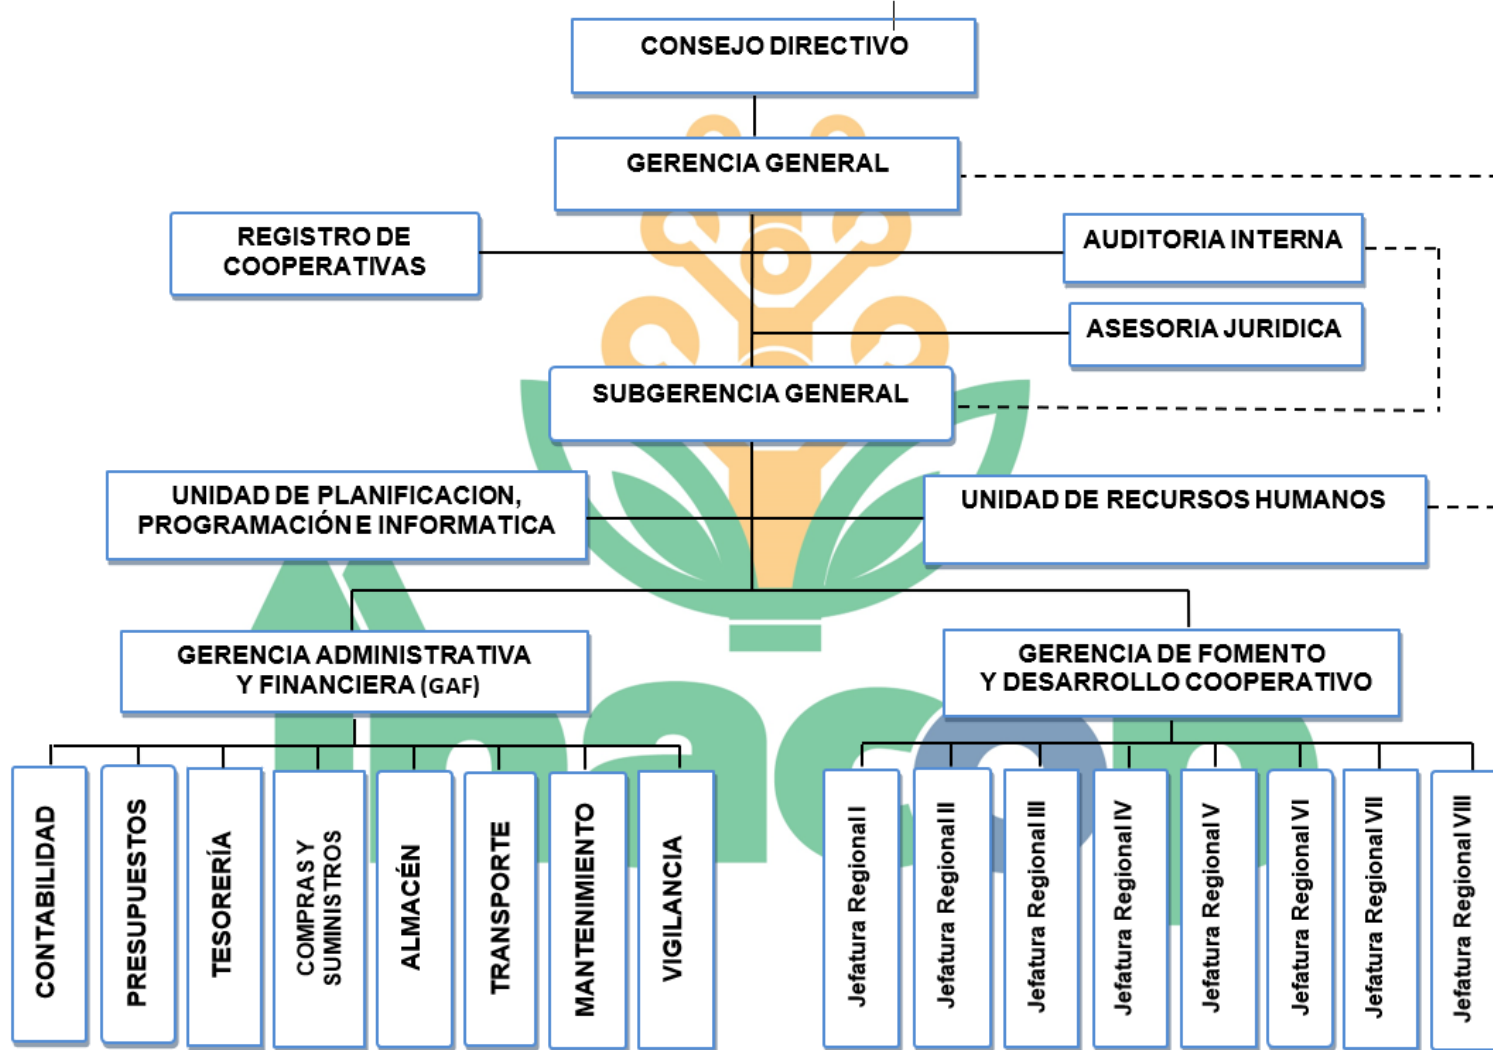 CONSEJO DIRECTIVO
GERENCIA GENERAL
REGISTRO DE
COOPERATIVAS
AUDITORIA INTERNA
ASESORIA JURIDICA
SUBGERENCIA GENERAL
UNIDAD DE PLANIFICACION,
PROGRAMACIÓN E INFORMATICA
UNIDAD DE RECURSOS HUMANOS
GERENCIA ADMINISTRATIVA
Y FINANCIERA (GAF)
GERENCIA DE FOMENTO
Y DESARROLLO COOPERATIVO
CONTABILIDAD
PRESUPUESTOS
TESORERÍA
COMPRAS Y
SUMINISTROS
ALMACÉN
TRANSPORTE
MANTENIMIENTO
VIGILANCIA
Jefatura Regional I
Jefatura Regional II
Jefatura Regional III
Jefatura Regional IV
Jefatura Regional V
Jefatura Regional VI
Jefatura Regional VII
Jefatura Regional VIII
inacoop